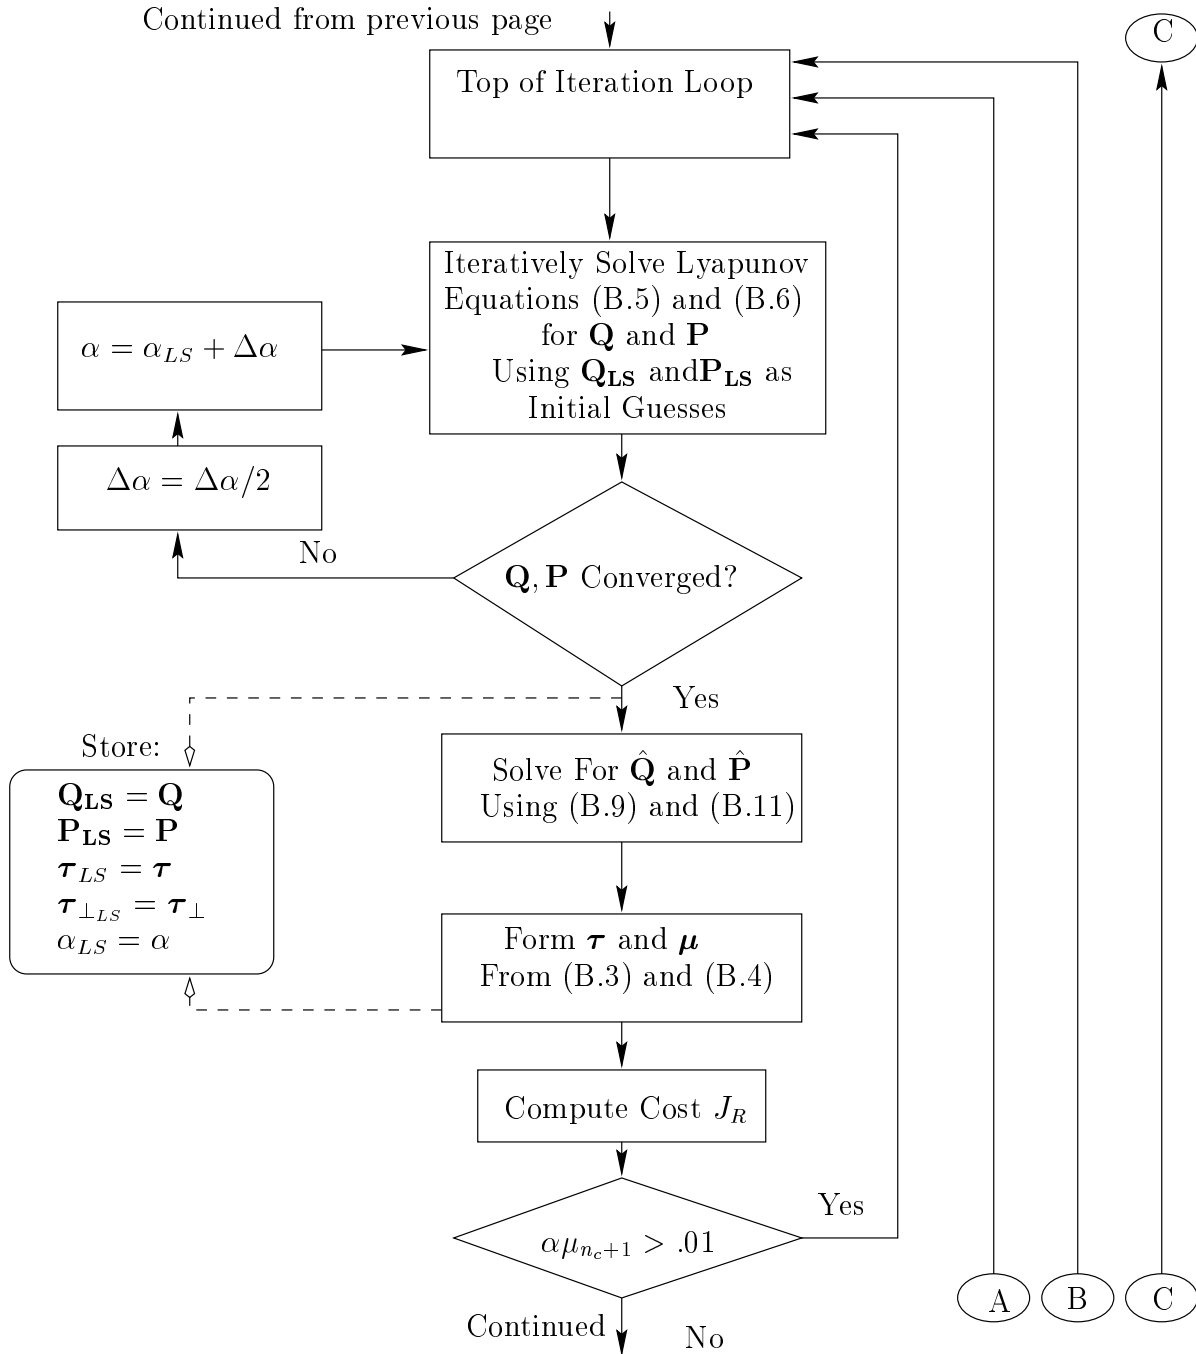 Continued from previous page
C
Top of Iteration Loop
Iteratively Solve Lyapunov
Equations (B.5) and (B.6)
for Q and P
Using Q_LS andP_LS as
Initial Guesses
α = α_LS + Δα
Δα = Δα/2
No
Q, P Converged?
Yes
Store:
Q_LS = Q
P_LS = P
τ_LS = τ
τ_⊥_LS = τ_⊥
α_LS = α
Solve For Q̂ and P̂
Using (B.9) and (B.11)
Form τ and μ
From (B.3) and (B.4)
Compute Cost J_R
Yes
αμ_{n_c+1} > .01
A
B
C
Continued
No